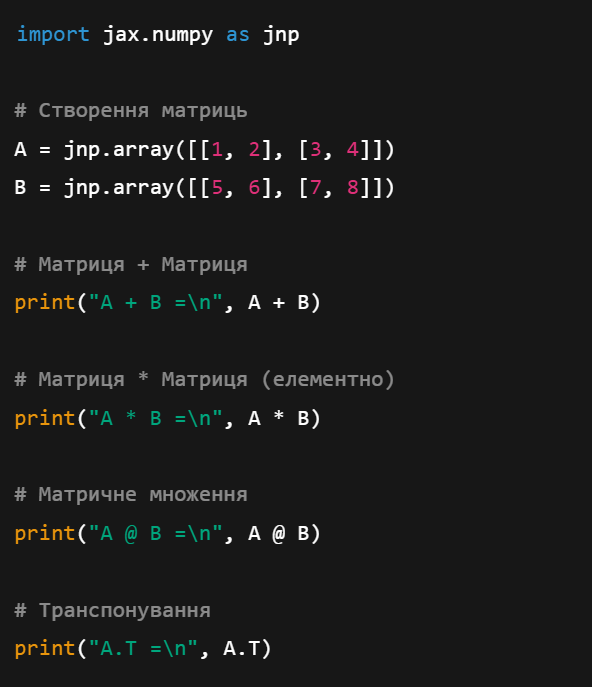 import jax.numpy as jnp
# Створення матриць
A = jnp.array([[1, 2], [3, 4]])
B = jnp.array([[5, 6], [7, 8]])
# Матриця + Матриця
print("A + B =\n", A + B)
# Матриця * Матриця (елементно)
print("A * B =\n", A * B)
# Матричне множення
print("A @ B =\n", A @ B)
# Транспонування
print("A.T =\n", A.T)